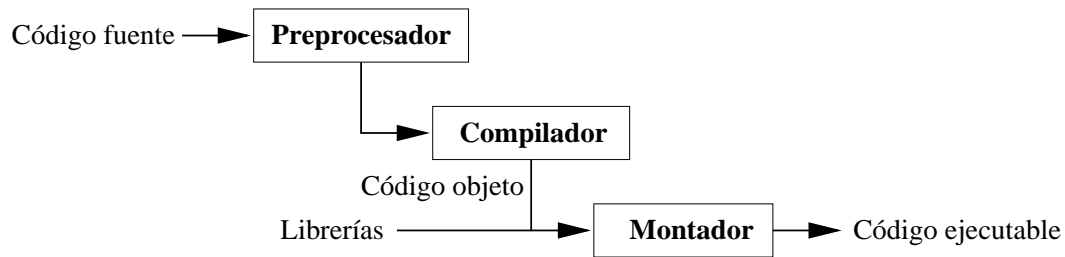 Código fuente
Preprocesador
Compilador
Código objeto
Librerías
Montador
Código ejecutable